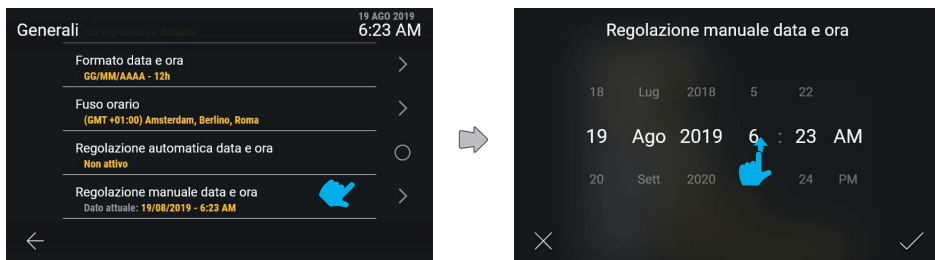 19 AGO 2019
Generali
6:23 AM
Formato data e ora
GG/MM/AAAA - 12h
Fuso orario
(GMT +01:00) Amsterdam, Berlino, Roma
Regolazione automatica data e ora
Non attivo
Regolazione manuale data e ora
Dato attuale: 19/08/2019 - 6:23 AM
Regolazione manuale data e ora
18 Lug 2018 5 22
19 Ago 2019 6 : 23 AM
20 Sett 2020 24 PM